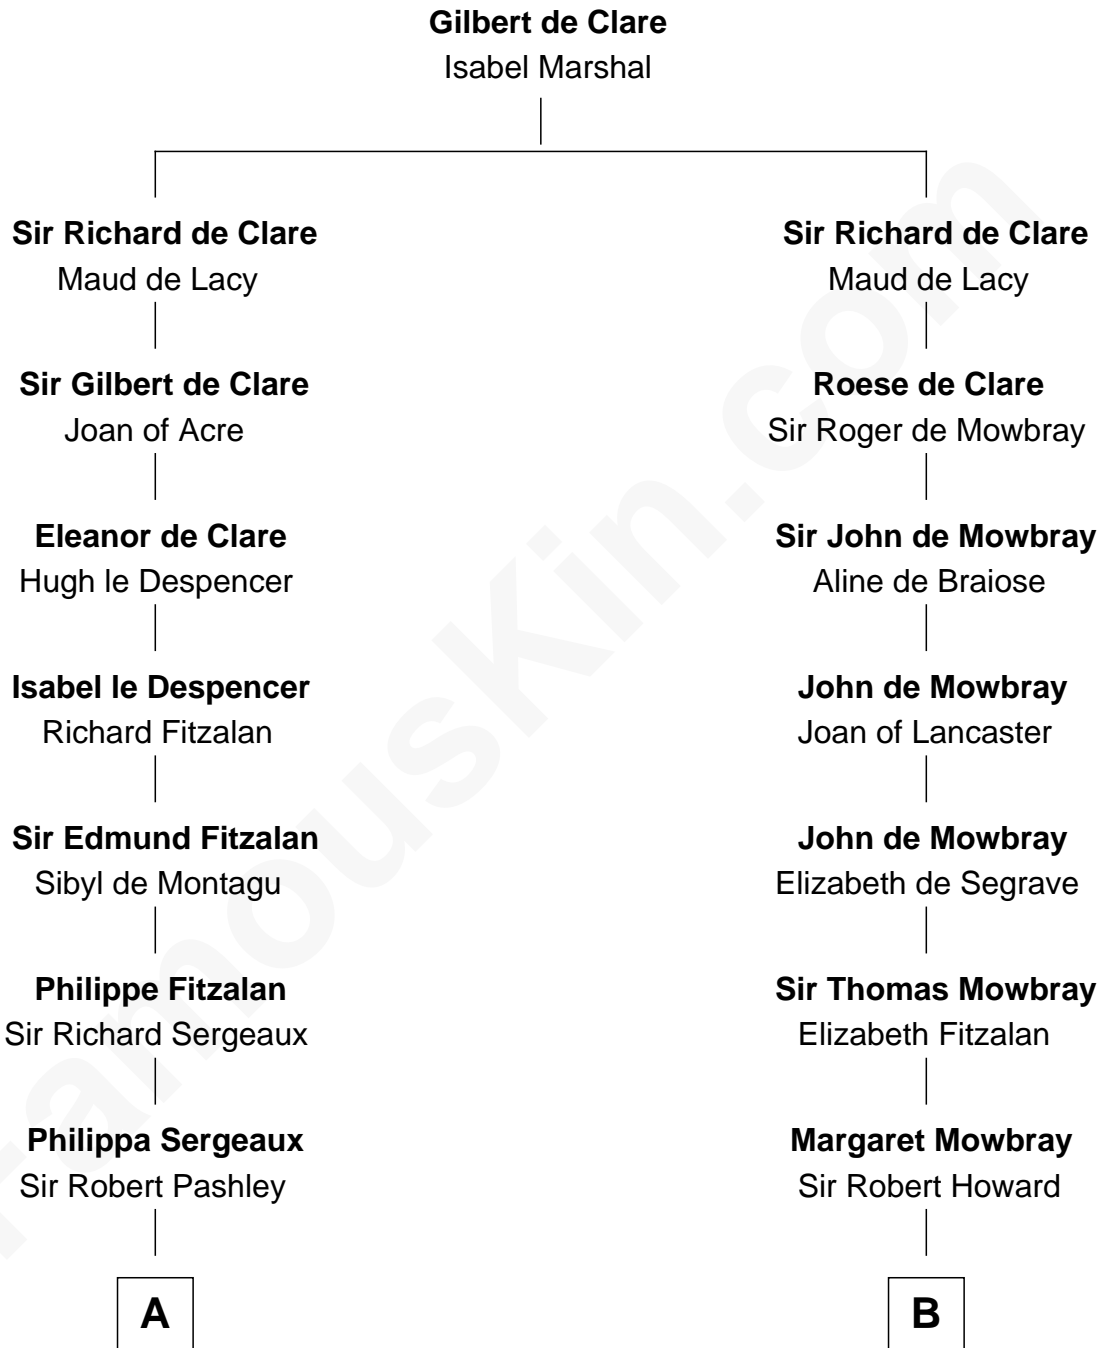 Gilbert de Clare
Isabel Marshal
Sir Richard de Clare
Maud de Lacy
Sir Richard de Clare
Maud de Lacy
Sir Gilbert de Clare
Joan of Acre
Roese de Clare
Sir Roger de Mowbray
Eleanor de Clare
Hugh le Despencer
Sir John de Mowbray
Aline de Braiose
Isabel le Despencer
Richard Fitzalan
John de Mowbray
Joan of Lancaster
Sir Edmund Fitzalan
Sibyl de Montagu
John de Mowbray
Elizabeth de Segrave
Philippe Fitzalan
Sir Richard Sergeaux
Sir Thomas Mowbray
Elizabeth Fitzalan
Philippa Sergeaux
Sir Robert Pashley
Margaret Mowbray
Sir Robert Howard
A
B
FamousKin.com